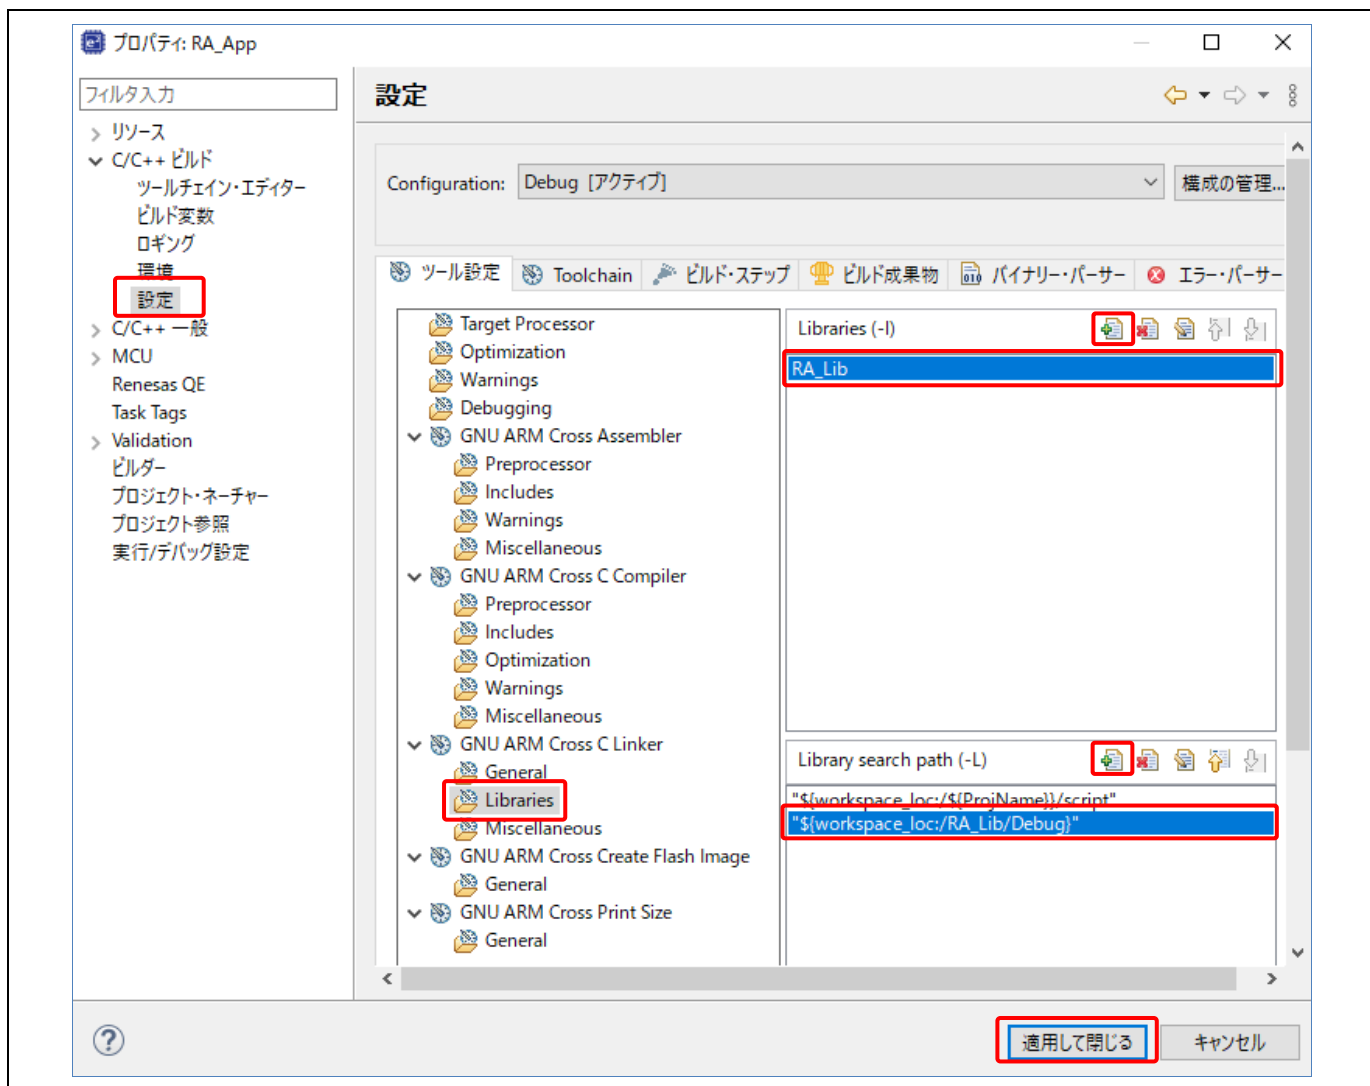 プロパティ: RA_App
フィルタ入力
リソース
C/C++ ビルド
ツールチェイン・エディター
ビルド変数
ロギング
環境
設定
C/C++ 一般
MCU
Renesas QE
Task Tags
Validation
ビルダー
プロジェクト・ネーチャー
プロジェクト参照
実行/デバッグ設定
設定
Configuration: Debug [アクティブ] 構成の管理...
ツール設定 Toolchain ビルド・ステップ ビルド成果物 バイナリー・パーサー エラー・パーサー
Target Processor
Optimization
Warnings
Debugging
GNU ARM Cross Assembler
Preprocessor
Includes
Warnings
Miscellaneous
GNU ARM Cross C Compiler
Preprocessor
Includes
Optimization
Warnings
Miscellaneous
GNU ARM Cross C Linker
General
Libraries
Miscellaneous
GNU ARM Cross Create Flash Image
General
GNU ARM Cross Print Size
General
Libraries (-l)
RA_Lib
Library search path (-L)
"${workspace_loc:/${ProjName}}/script"
"${workspace_loc:/RA_Lib/Debug}"
適用して閉じる キャンセル